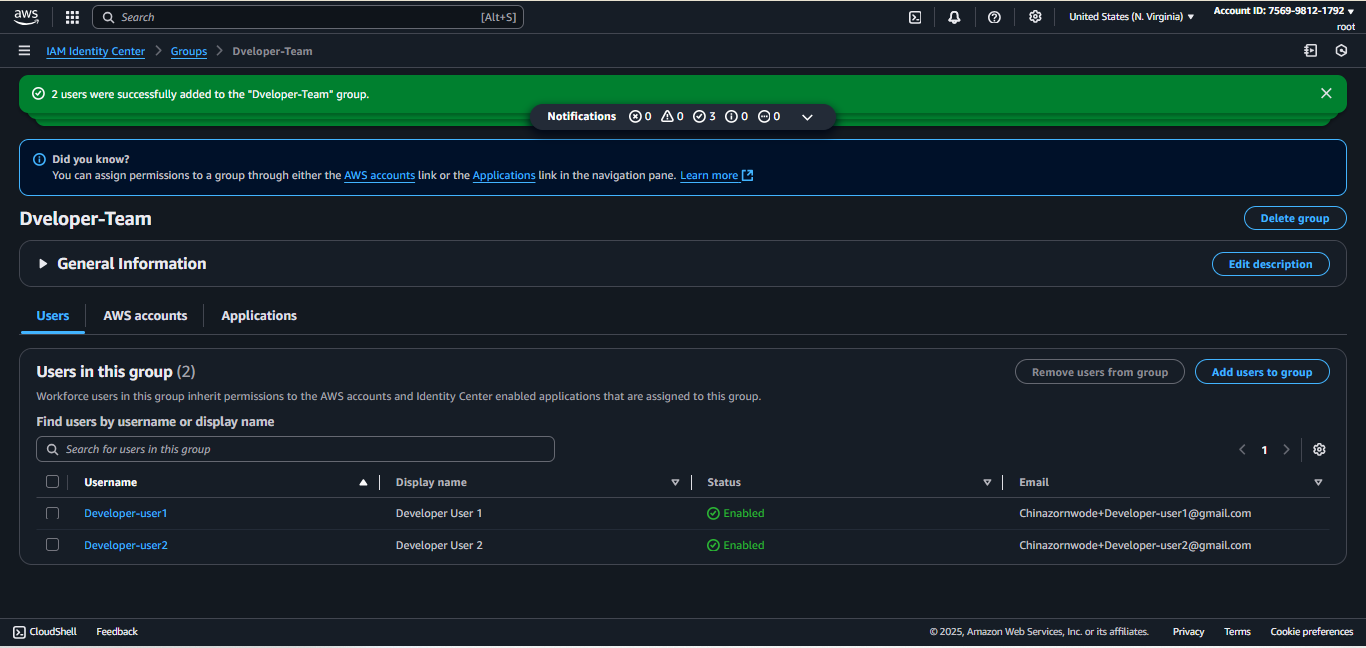 aws Search [Alt+S] United States (N. Virginia) Account ID: 7569-9812-1792
root
IAM Identity Center Groups Dveloper-Team
2 users were successfully added to the "Dveloper-Team" group.
Notifications 0 0 3 0 0
Did you know?
You can assign permissions to a group through either the AWS accounts link or the Applications link in the navigation pane. Learn more
Dveloper-Team Delete group
General Information Edit description
Users AWS accounts Applications
Users in this group (2) Remove users from group Add users to group
Workforce users in this group inherit permissions to the AWS accounts and Identity Center enabled applications that are assigned to this group.
Find users by username or display name
Search for users in this group 1
Username Display name Status Email
Developer-user1 Developer User 1 Enabled Chinazornwode+Developer-user1@gmail.com
Developer-user2 Developer User 2 Enabled Chinazornwode+Developer-user2@gmail.com
CloudShell Feedback © 2025, Amazon Web Services, Inc. or its affiliates. Privacy Terms Cookie preferences